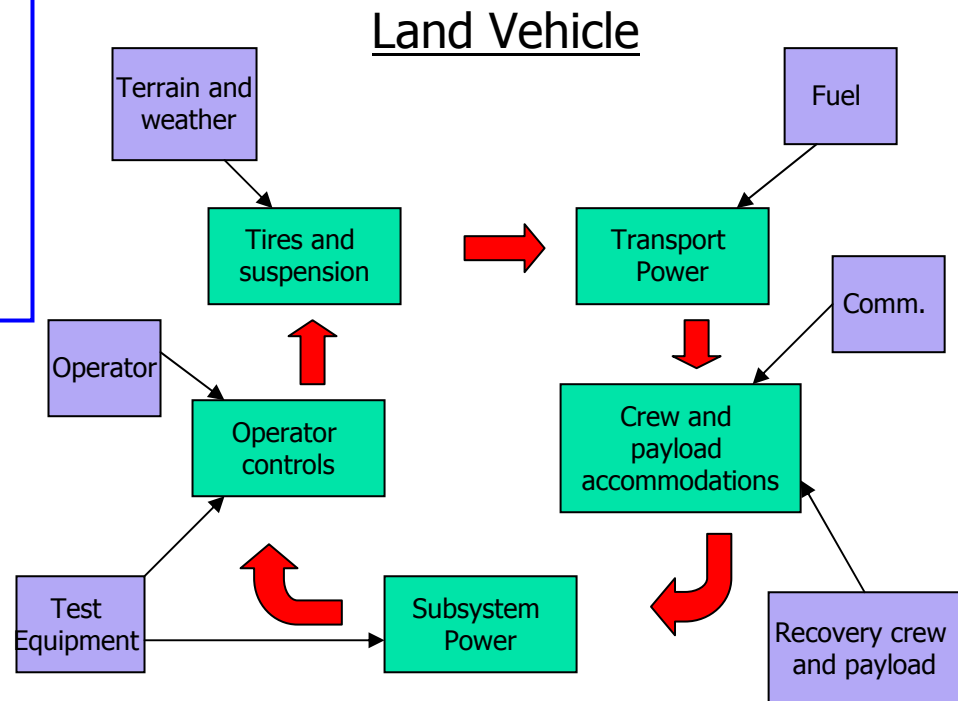 Land Vehicle
Terrain and
weather
Fuel
Tires and
suspension
Transport
Power
Comm.
Operator
Operator
controls
Crew and
payload
accommodations
Test
Equipment
Subsystem
Power
Recovery crew
and payload